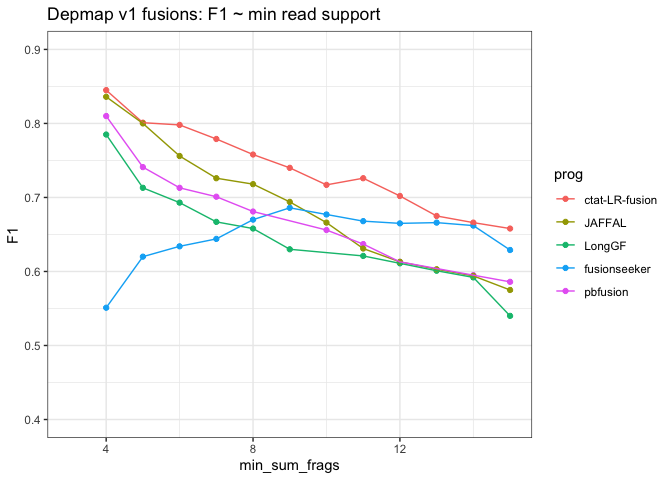 Depmap v1 fusions: F1 ~ min read support
0.9
0.8
0.7
0.6
0.5
0.4
F1
4
8
12
min_sum_frags
prog
ctat-LR-fusion
JAFFAL
LongGF
fusionseeker
pbfusion